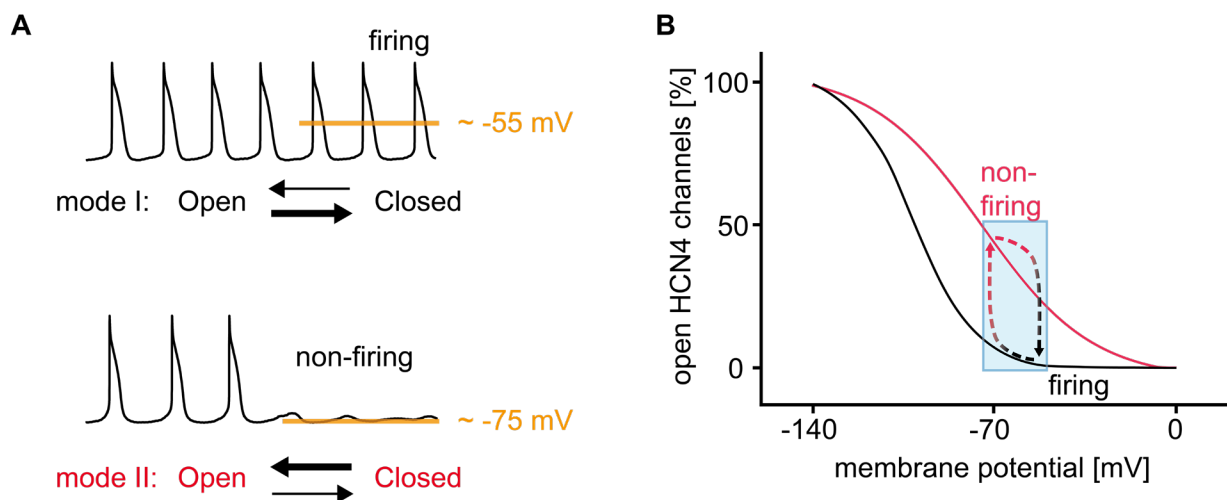 A
firing
~ -55 mV
mode I: Open Closed
non-firing
~ -75 mV
mode II: Open Closed
B
open HCN4 channels [%]
100
50
0
non-
firing
firing
-140
-70
0
membrane potential [mV]